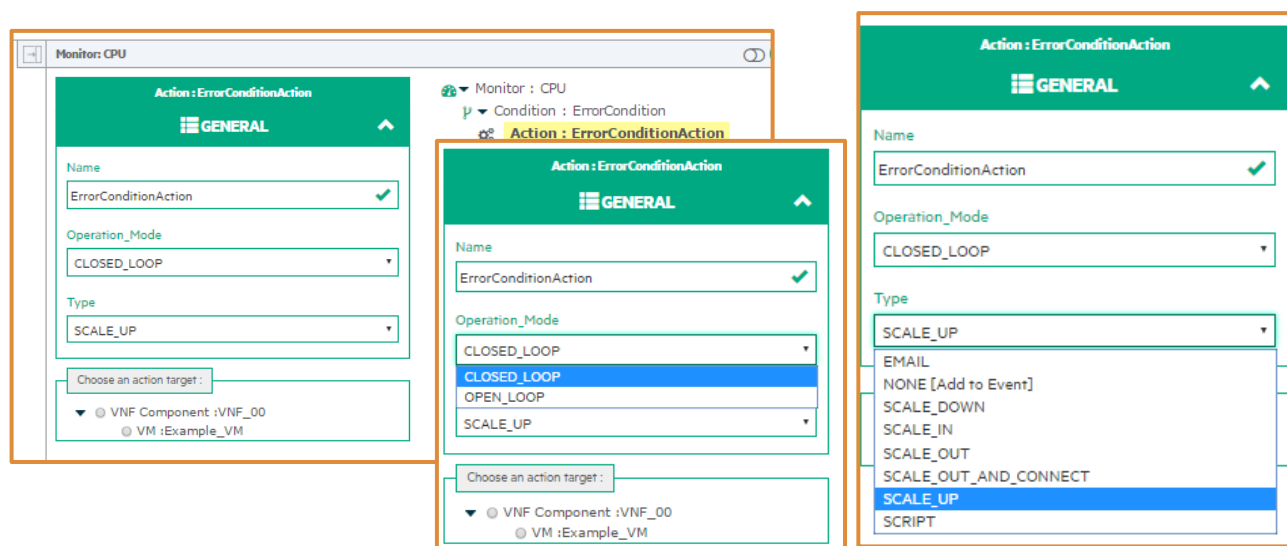 Monitor: CPU
Action : ErrorConditionAction
GENERAL
Name
ErrorConditionAction
Operation_Mode
CLOSED_LOOP
Type
SCALE_UP
Choose an action target :
VNF Component :VNF_00
VM :Example_VM
Monitor : CPU
Condition : ErrorCondition
Action : ErrorConditionAction
Action : ErrorConditionAction
GENERAL
Name
ErrorConditionAction
Operation_Mode
CLOSED_LOOP
CLOSED_LOOP
OPEN_LOOP
SCALE_UP
Choose an action target :
VNF Component :VNF_00
VM :Example_VM
Action : ErrorConditionAction
GENERAL
Name
ErrorConditionAction
Operation_Mode
CLOSED_LOOP
Type
SCALE_UP
EMAIL
NONE [Add to Event]
SCALE_DOWN
SCALE_IN
SCALE_OUT
SCALE_OUT_AND_CONNECT
SCALE_UP
SCRIPT